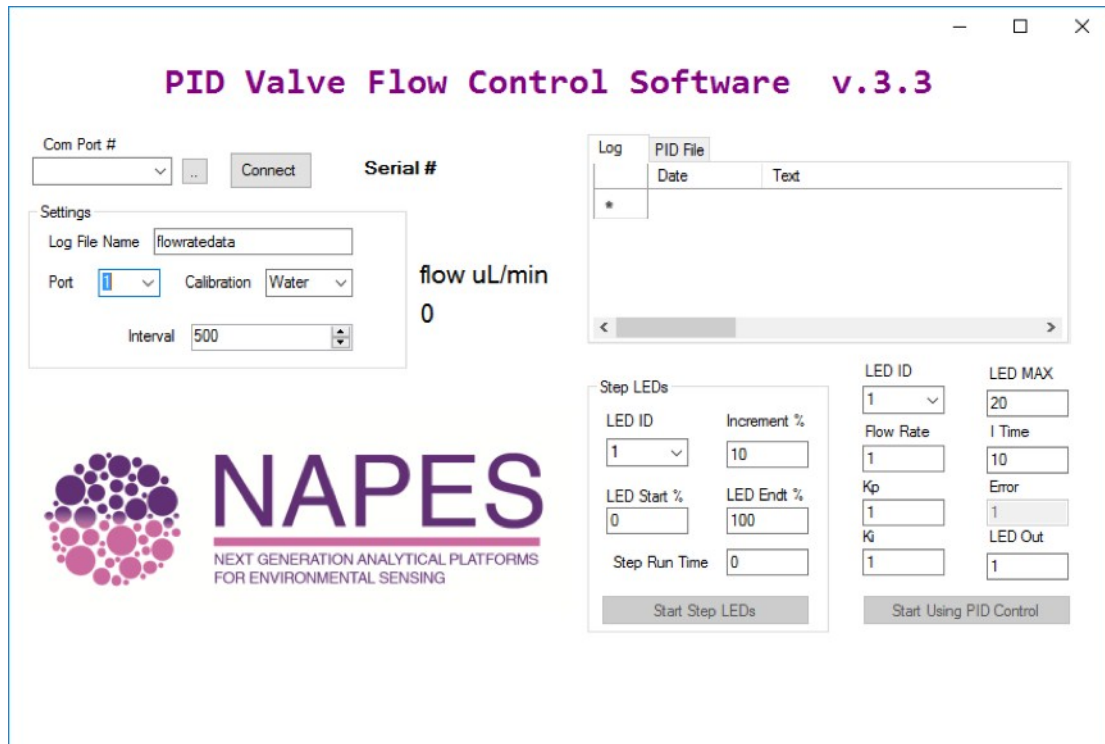 PID Valve Flow Control Software v.3.3
Com Port #
..
Connect
Serial #
Settings
Log File Name flowratedata
Port 1 Calibration Water
Interval 500
flow uL/min
0
Log PID File
Date Text
*
NAPES
NEXT GENERATION ANALYTICAL PLATFORMS
FOR ENVIRONMENTAL SENSING
Step LEDs
LED ID Increment %
1 10
LED Start % LED Endt %
0 100
Step Run Time 0
Start Step LEDs
LED ID LED MAX
1 20
Flow Rate I Time
1 10
Kp Error
1 1
Ki LED Out
1 1
Start Using PID Control